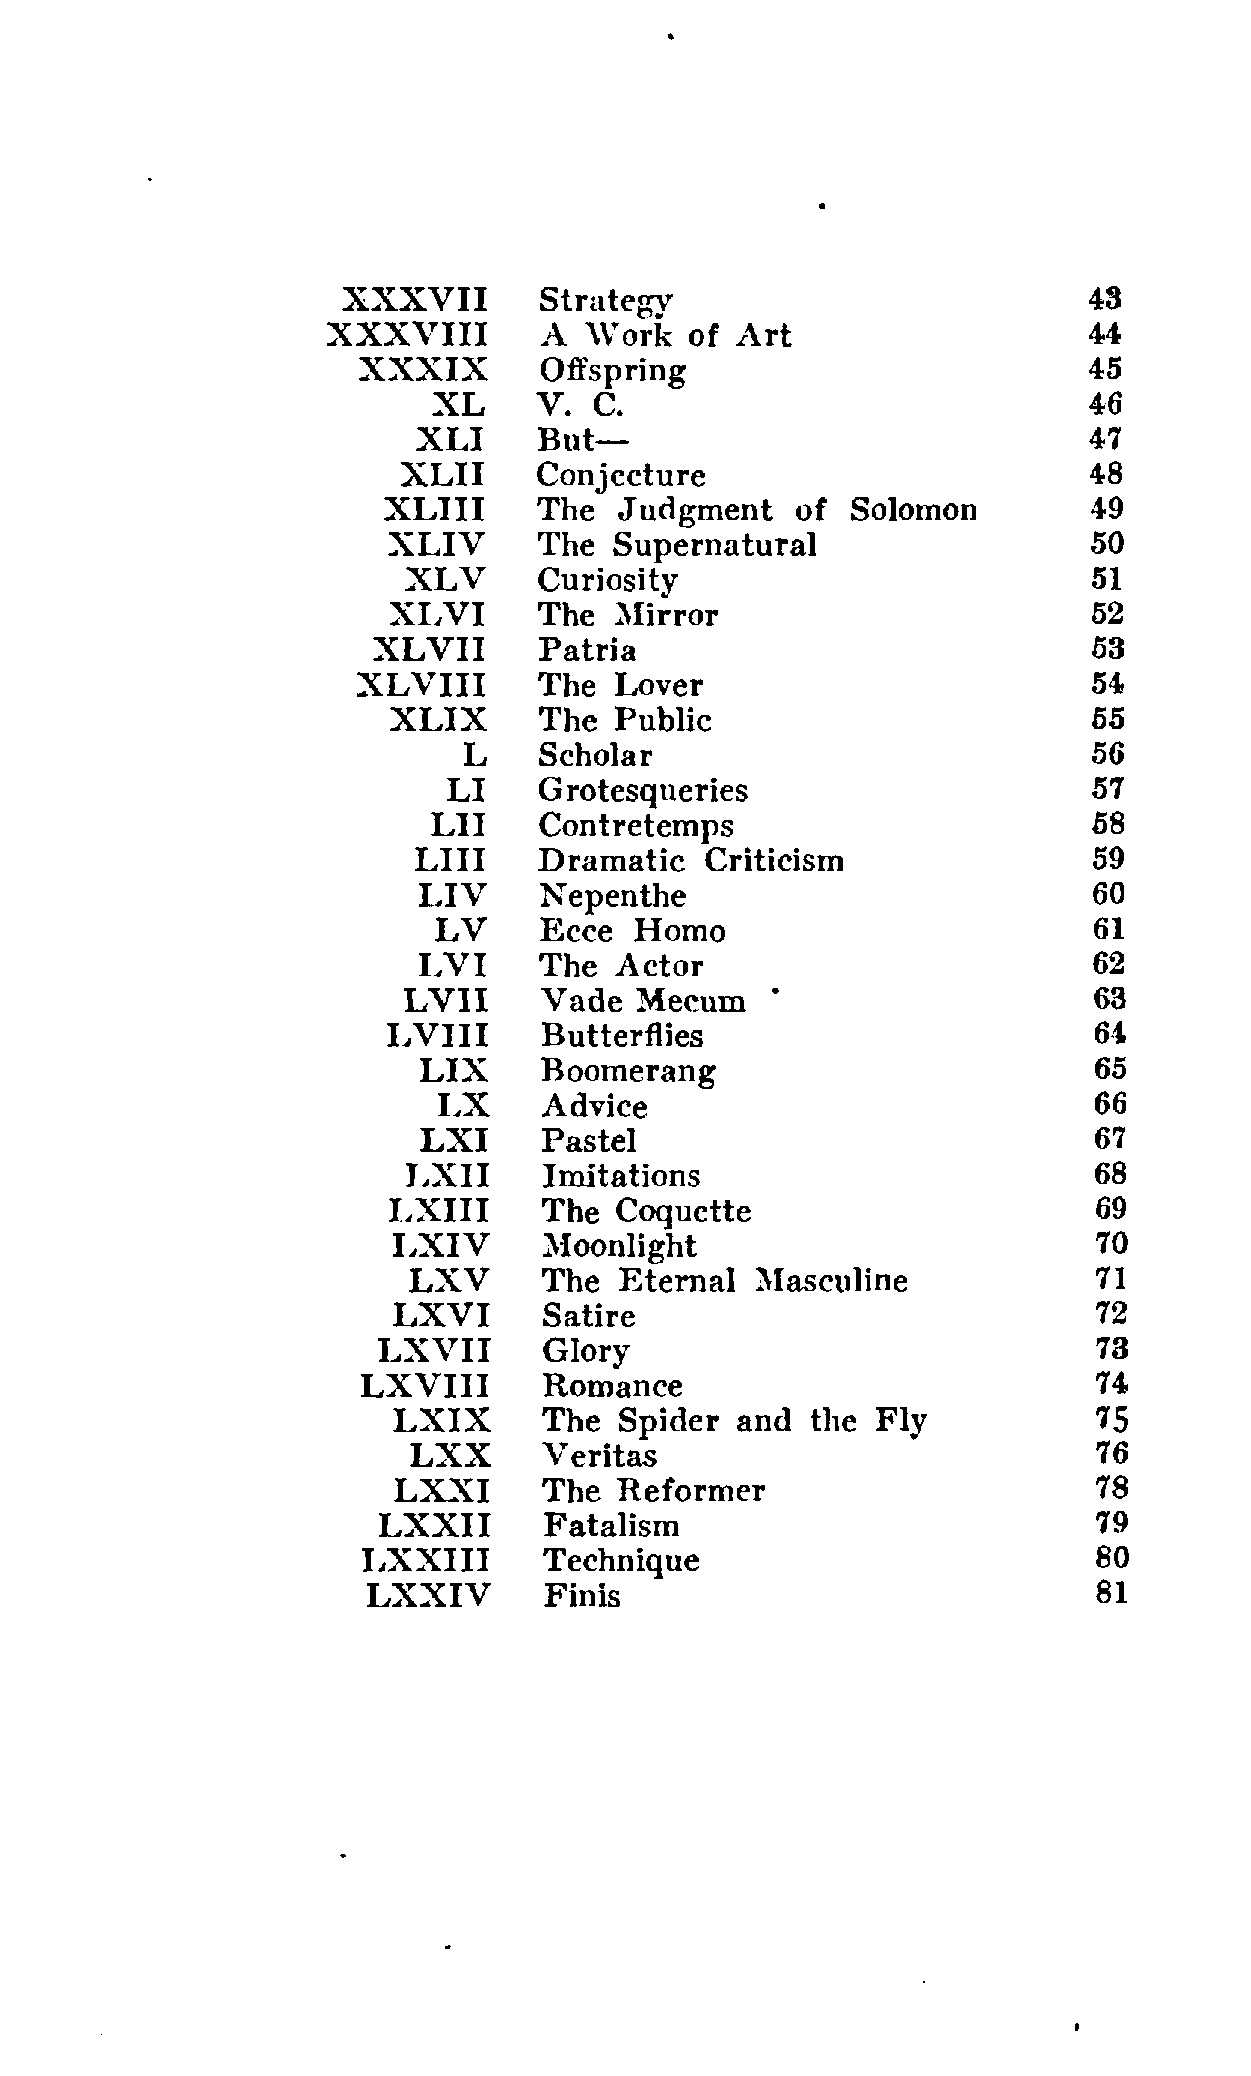 XXXVII Strategy 43
XXXVIII A Work of Art 44
XXXIX Offspring 45
XL V. C. 46
XLI But— 47
XLII Conjecture 48
XLIII The Judgment of Solomon 49
XLIV The Supernatural 50
XLV Curiosity 51
XLVI The Mirror 52
XLVII Patria 53
XLVIII The Lover 54
XLIX The Public 55
L Scholar 56
LI Grotesqueries 57
LII Contretemps 58
LIII Dramatic Criticism 59
LIV Nepenthe 60
LV Ecce Homo 61
LVI The Actor 62
LVII Vade Mecum 63
LVIII Butterflies 64
LIX Boomerang 65
LX Advice 66
LXI Pastel 67
LXII Imitations 68
LXIII The Coquette 69
LXIV Moonlight 70
LXV The Eternal Masculine 71
LXVI Satire 72
LXVII Glory 73
LXVIII Romance 74
LXIX The Spider and the Fly 75
LXX Veritas 76
LXXI The Reformer 78
LXXII Fatalism 79
LXXIII Technique 80
LXXIV Finis 81